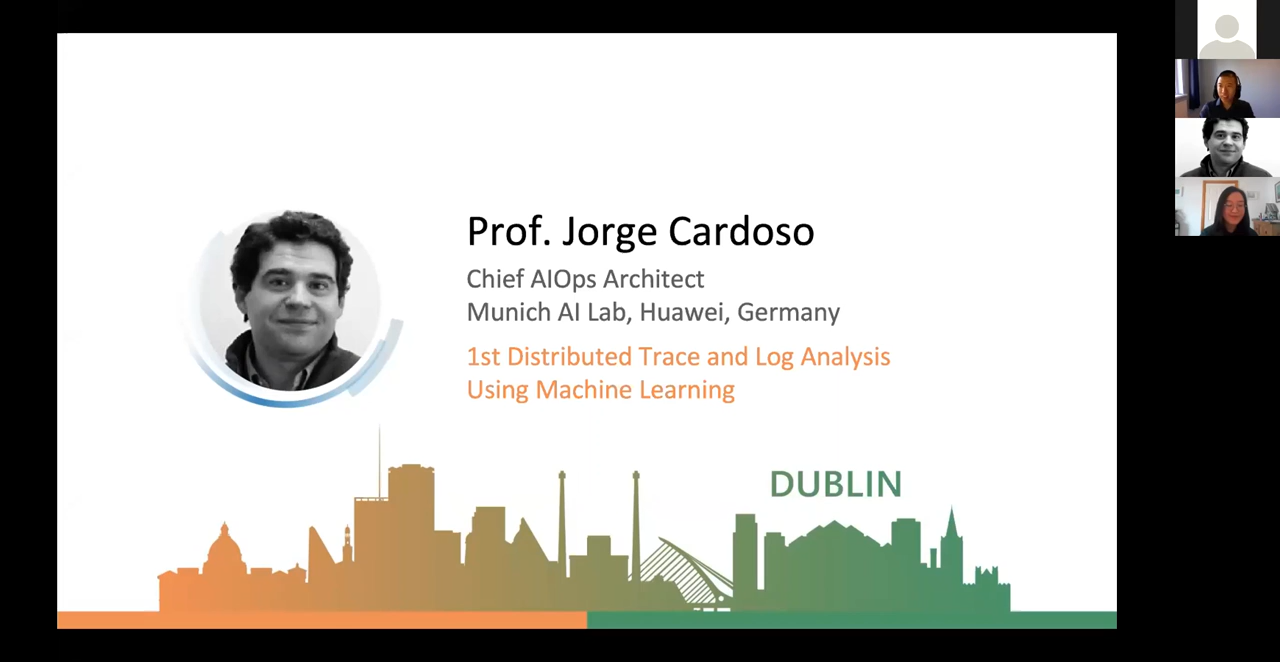 Prof. Jorge Cardoso
Chief AIOps Architect
Munich AI Lab, Huawei, Germany
1st Distributed Trace and Log Analysis
Using Machine Learning
DUBLIN